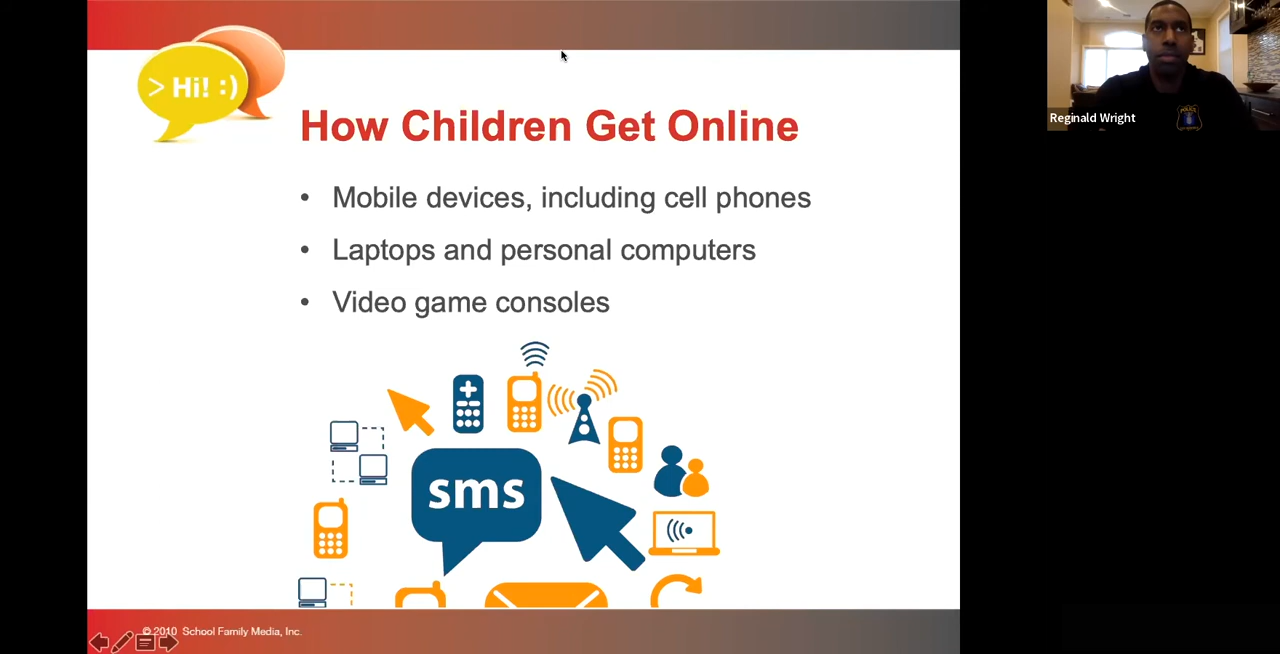 > Hi! :)
How Children Get Online
• Mobile devices, including cell phones
• Laptops and personal computers
• Video game consoles
sms
© 2010 School Family Media, Inc.
Reginald Wright
POLICE